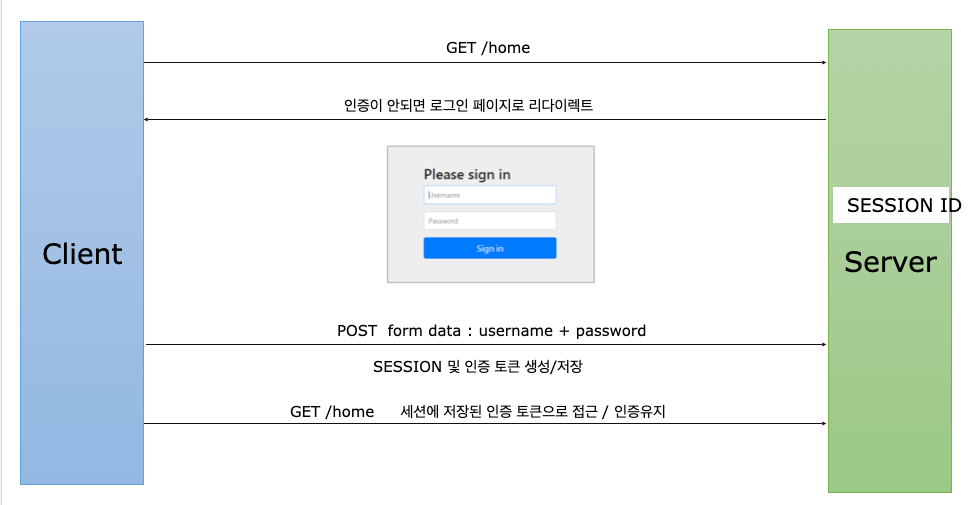 GET /home
인증이 안되면 로그인 페이지로 리다이렉트
Please sign in
Username
Password
Sign in
SESSION ID
Client
Server
POST form data : username + password
SESSION 및 인증 토큰 생성/저장
GET /home 세션에 저장된 인증 토큰으로 접근 / 인증유지